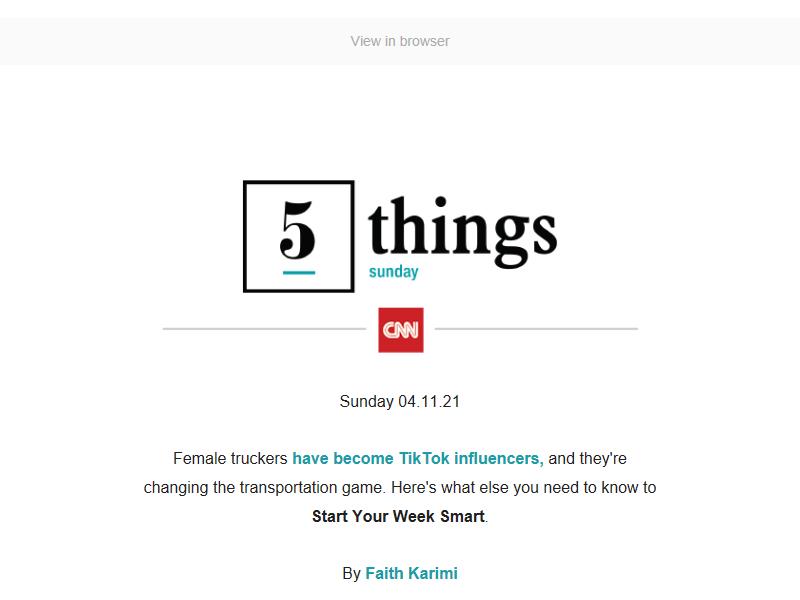 View in browser
5 things
sunday
CNN
Sunday 04.11.21
Female truckers have become TikTok influencers, and they're
changing the transportation game. Here's what else you need to know to
Start Your Week Smart.
By Faith Karimi